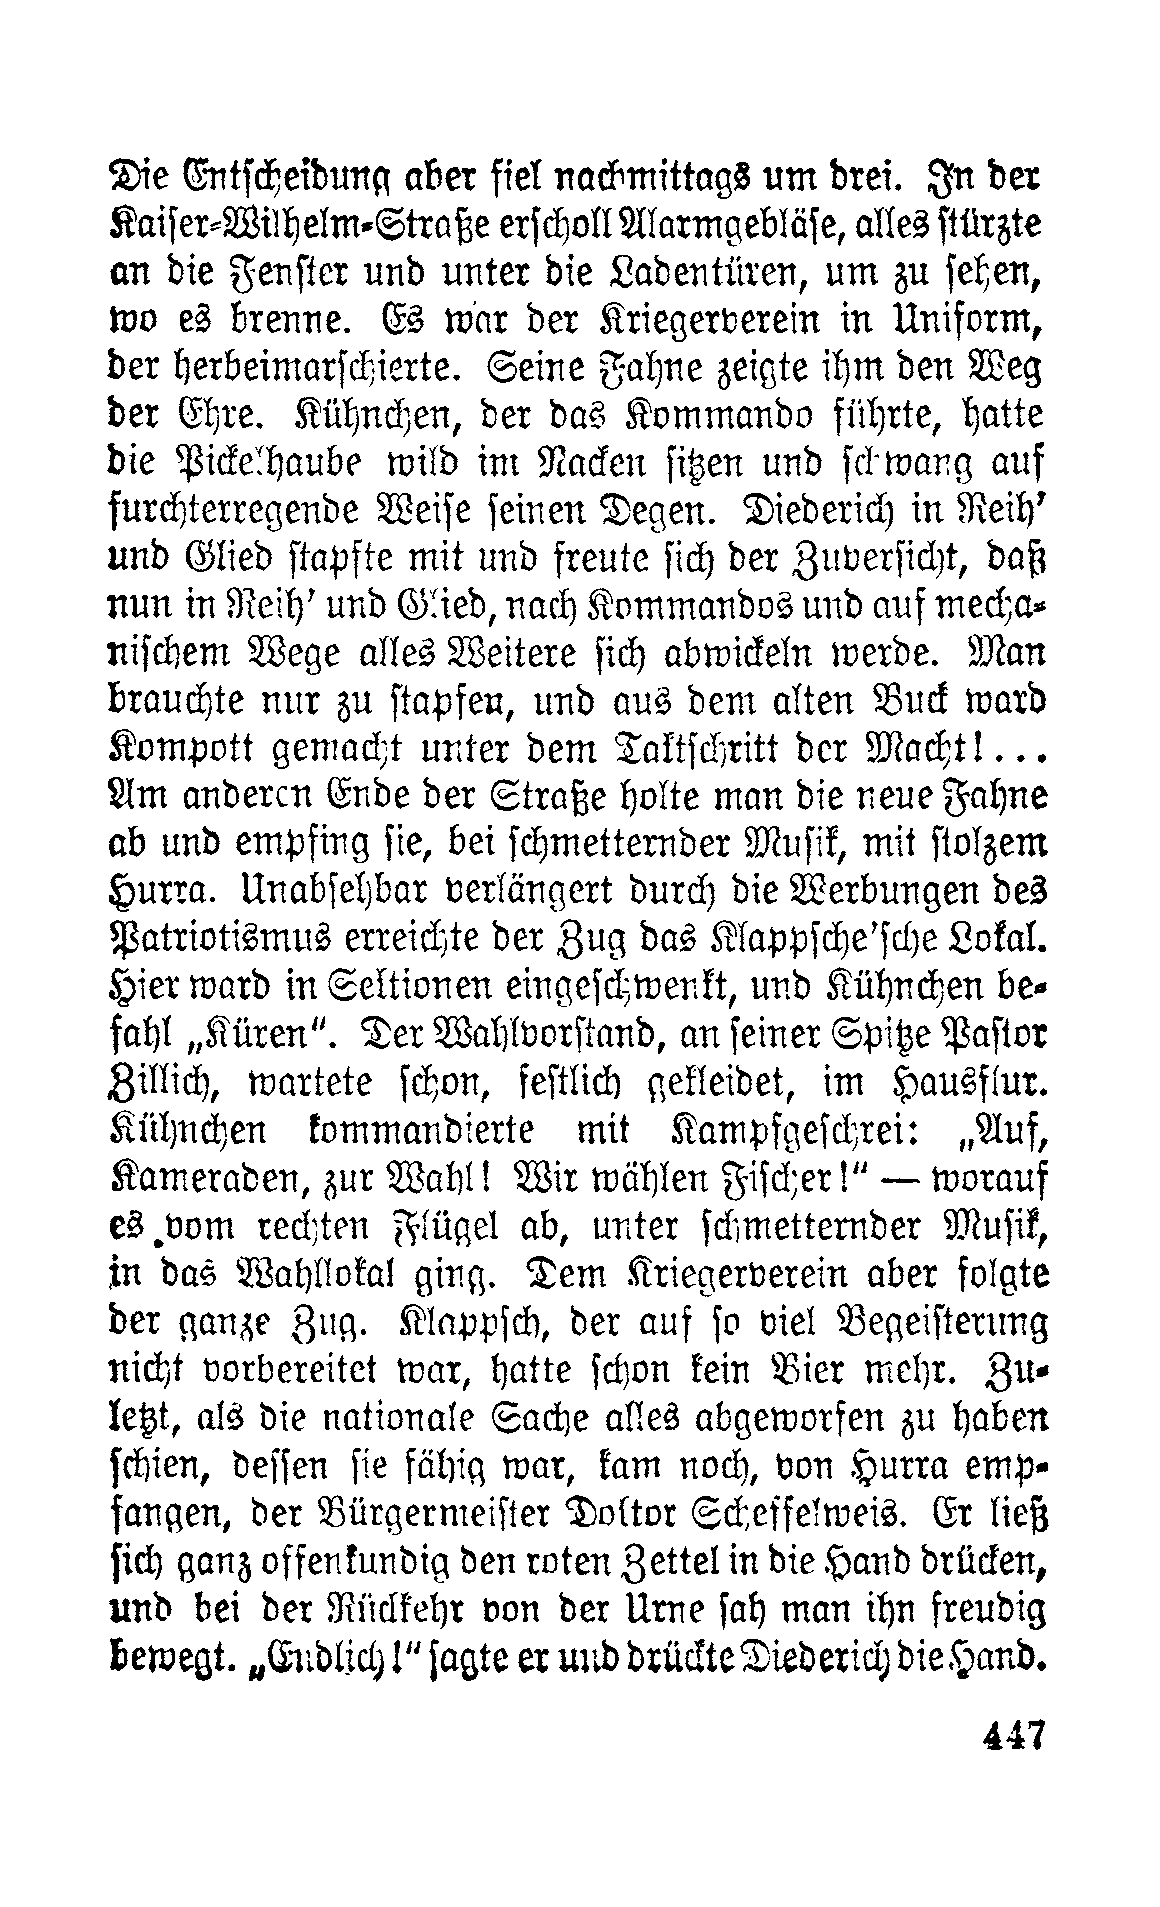 Die Entscheidung aber fiel nachmittags um drei. In der
Kaiser-Wilhelm-Straße erscholl Alarmgebläse, alles stürzte
an die Fenster und unter die Ladentüren, um zu sehen,
wo es brenne. Es war der Kriegerverein in Uniform,
der herbeimarschierte. Seine Fahne zeigte ihm den Weg
der Ehre. Kühnchen, der das Kommando führte, hatte
die Pickelhaube wild im Nacken sitzen und schwang auf
furchterregende Weise seinen Degen. Diederich in Reih'
und Glied stapfte mit und freute sich der Zuversicht, daß
nun in Reih' und Glied, nach Kommandos und auf mecha-
nischem Wege alles Weitere sich abwickeln werde. Man
brauchte nur zu stapfen, und aus dem alten Buck ward
Kompott gemacht unter dem Taktschritt der Macht!...
Am anderen Ende der Straße holte man die neue Fahne
ab und empfing sie, bei schmetternder Musik, mit stolzem
Hurra. Unabsehbar verlängert durch die Werbungen des
Patriotismus erreichte der Zug das Klappsche'sche Lokal.
Hier ward in Sektionen eingeschwenkt, und Kühnchen be-
fahl „Küren“. Der Wahlvorstand, an seiner Spitze Pastor
Zillich, wartete schon, festlich gekleidet, im Hausflur.
Kühnchen kommandierte mit Kampfgeschrei: „Auf,
Kameraden, zur Wahl! Wir wählen Fischer!“ — worauf
es vom rechten Flügel ab, unter schmetternder Musik,
in das Wahllokal ging. Dem Kriegerverein aber folgte
der ganze Zug. Klappsch, der auf so viel Begeisterung
nicht vorbereitet war, hatte schon kein Bier mehr. Zu-
letzt, als die nationale Sache alles abgeworfen zu haben
schien, dessen sie fähig war, kam noch, von Hurra emp-
fangen, der Bürgermeister Doktor Scheffelweis. Er ließ
sich ganz offenkundig den roten Zettel in die Hand drücken,
und bei der Rückkehr von der Urne sah man ihn freudig
bewegt. „Endlich!“ sagte er und drückte Diederich die Hand.
447